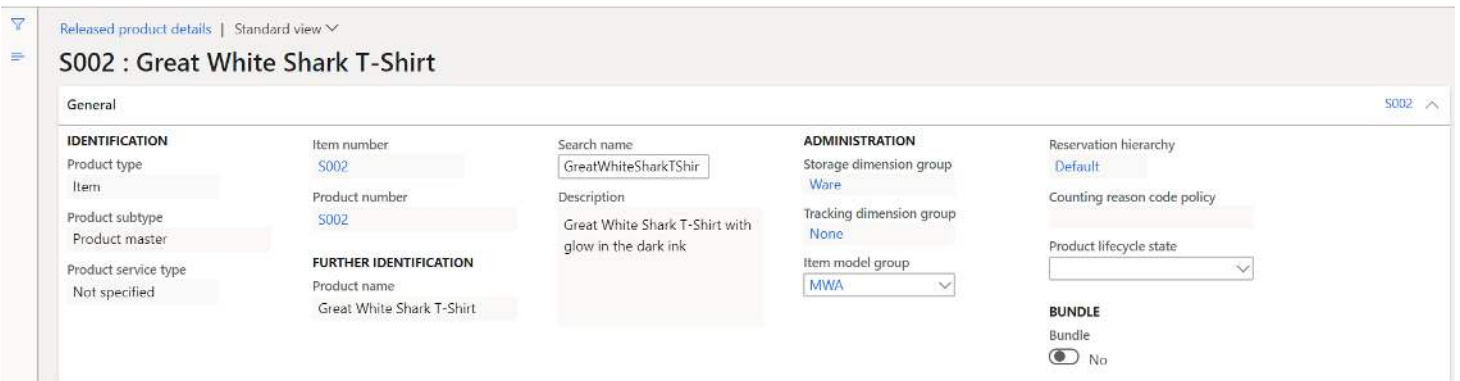 Released product details | Standard view
S002 : Great White Shark T-Shirt
General
S002
IDENTIFICATION
Product type
Item
Product subtype
Product master
Product service type
Not specified
Item number
S002
Product number
S002
FURTHER IDENTIFICATION
Product name
Great White Shark T-Shirt
Search name
GreatWhiteSharkTShir
Description
Great White Shark T-Shirt with
glow in the dark ink
ADMINISTRATION
Storage dimension group
Ware
Tracking dimension group
None
Item model group
MWA
Reservation hierarchy
Default
Counting reason code policy
Product lifecycle state
BUNDLE
Bundle
No